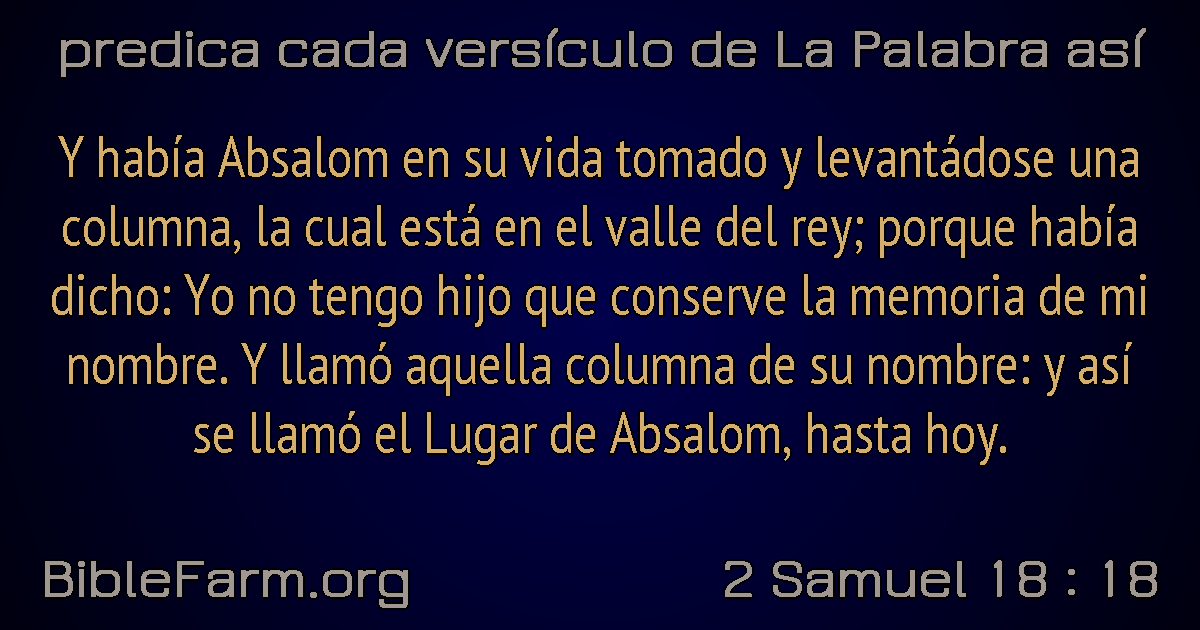 predica cada versículo de La Palabra así
Y había Absalom en su vida tomado y levantádose una
columna, la cual está en el valle del rey; porque había
dicho: Yo no tengo hijo que conserve la memoria de mi
nombre. Y llamó aquella columna de su nombre: y así
se llamó el Lugar de Absalom, hasta hoy.
BibleFarm.org
2 Samuel 18 : 18